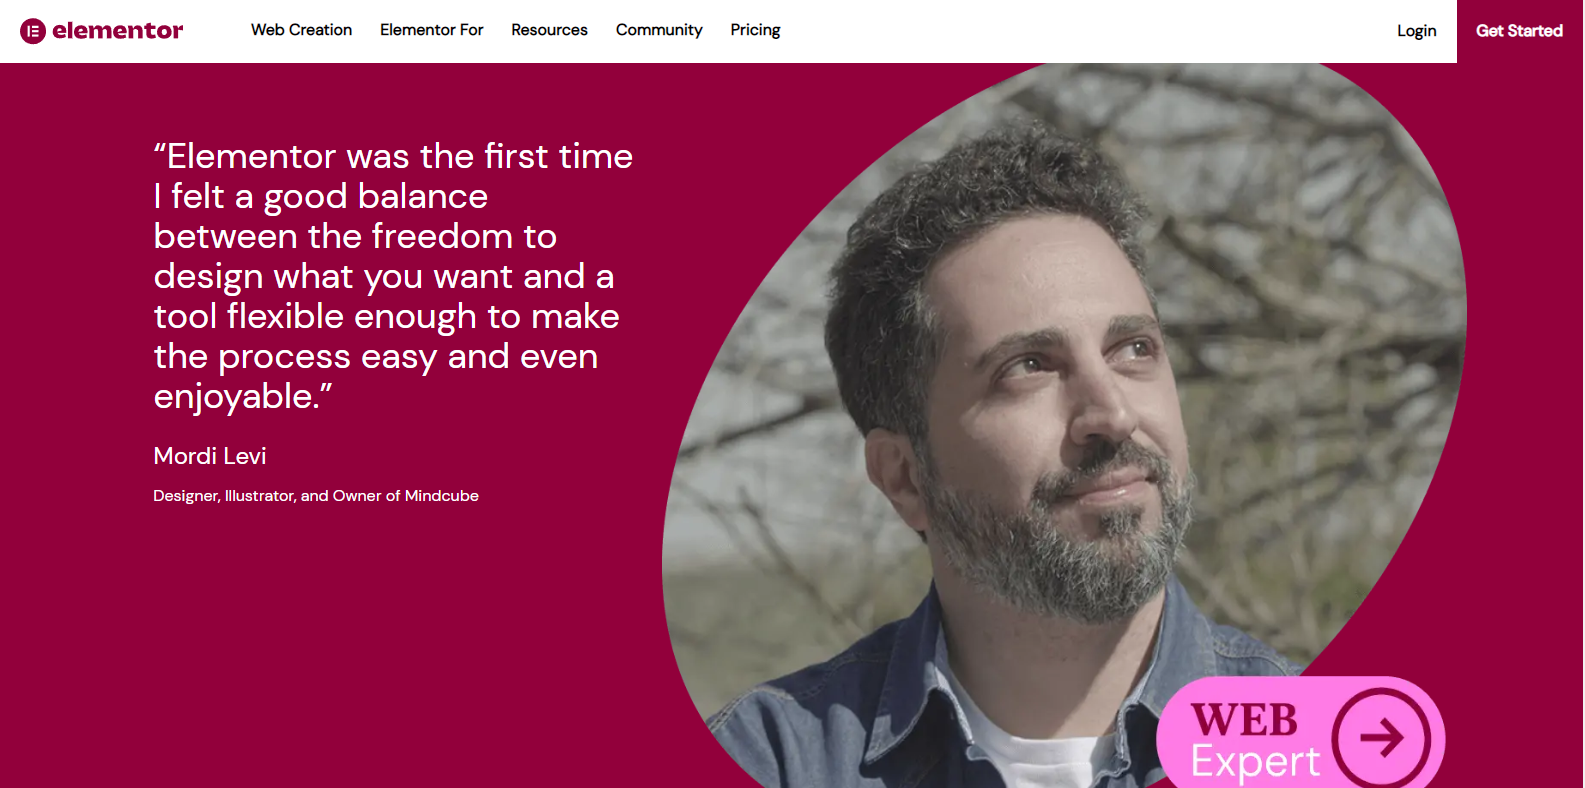 elementor
Web Creation
Elementor For
Resources
Community
Pricing
Login
Get Started
“Elementor was the first time
I felt a good balance
between the freedom to
design what you want and a
tool flexible enough to make
the process easy and even
enjoyable.”
Mordi Levi
Designer, Illustrator, and Owner of Mindcube
WEB
Expert